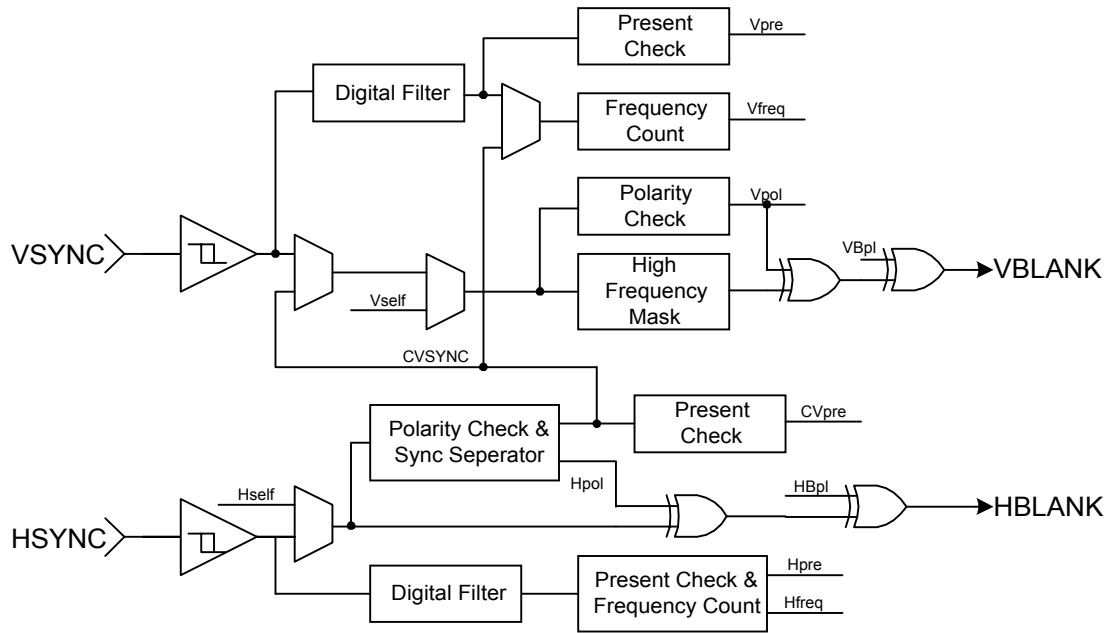 Present
Check
Vpre
Digital Filter
Frequency
Count
Vfreq
Polarity
Check
Vpol
VSYNC
VBpl
VBLANK
High
Frequency
Mask
Vself
CVSYNC
Polarity Check &
Sync Seperator
Present
Check
CVpre
Hpol
Hself
HBpl
HSYNC
HBLANK
Digital Filter
Present Check &
Frequency Count
Hpre
Hfreq